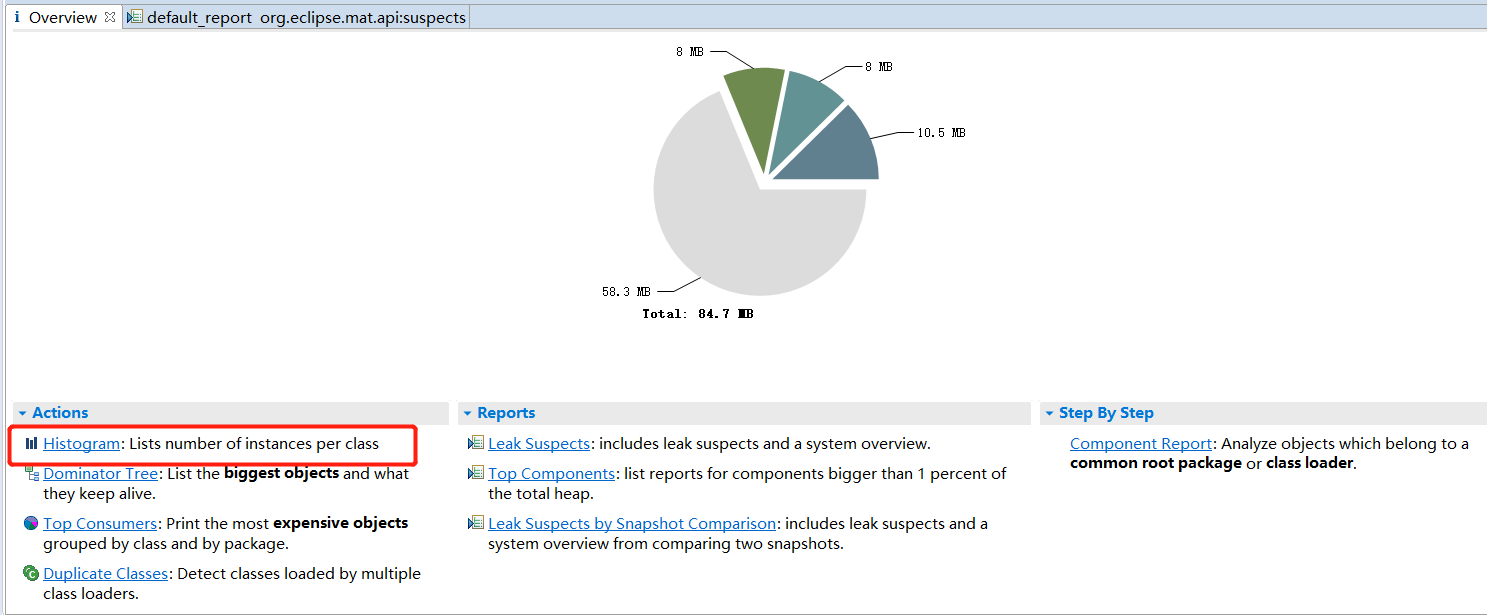 Overview
default_report org.eclipse.mat.api:suspects
8 MB
8 MB
10.5 MB
58.3 MB
Total: 84.7 MB
Actions
Histogram: Lists number of instances per class
Dominator Tree: List the biggest objects and what
they keep alive.
Top Consumers: Print the most expensive objects
grouped by class and by package.
Duplicate Classes: Detect classes loaded by multiple
class loaders.
Reports
Leak Suspects: includes leak suspects and a system overview.
Top Components: list reports for components bigger than 1 percent of
the total heap.
Leak Suspects by Snapshot Comparison: includes leak suspects and a
system overview from comparing two snapshots.
Step By Step
Component Report: Analyze objects which belong to a
common root package or class loader.